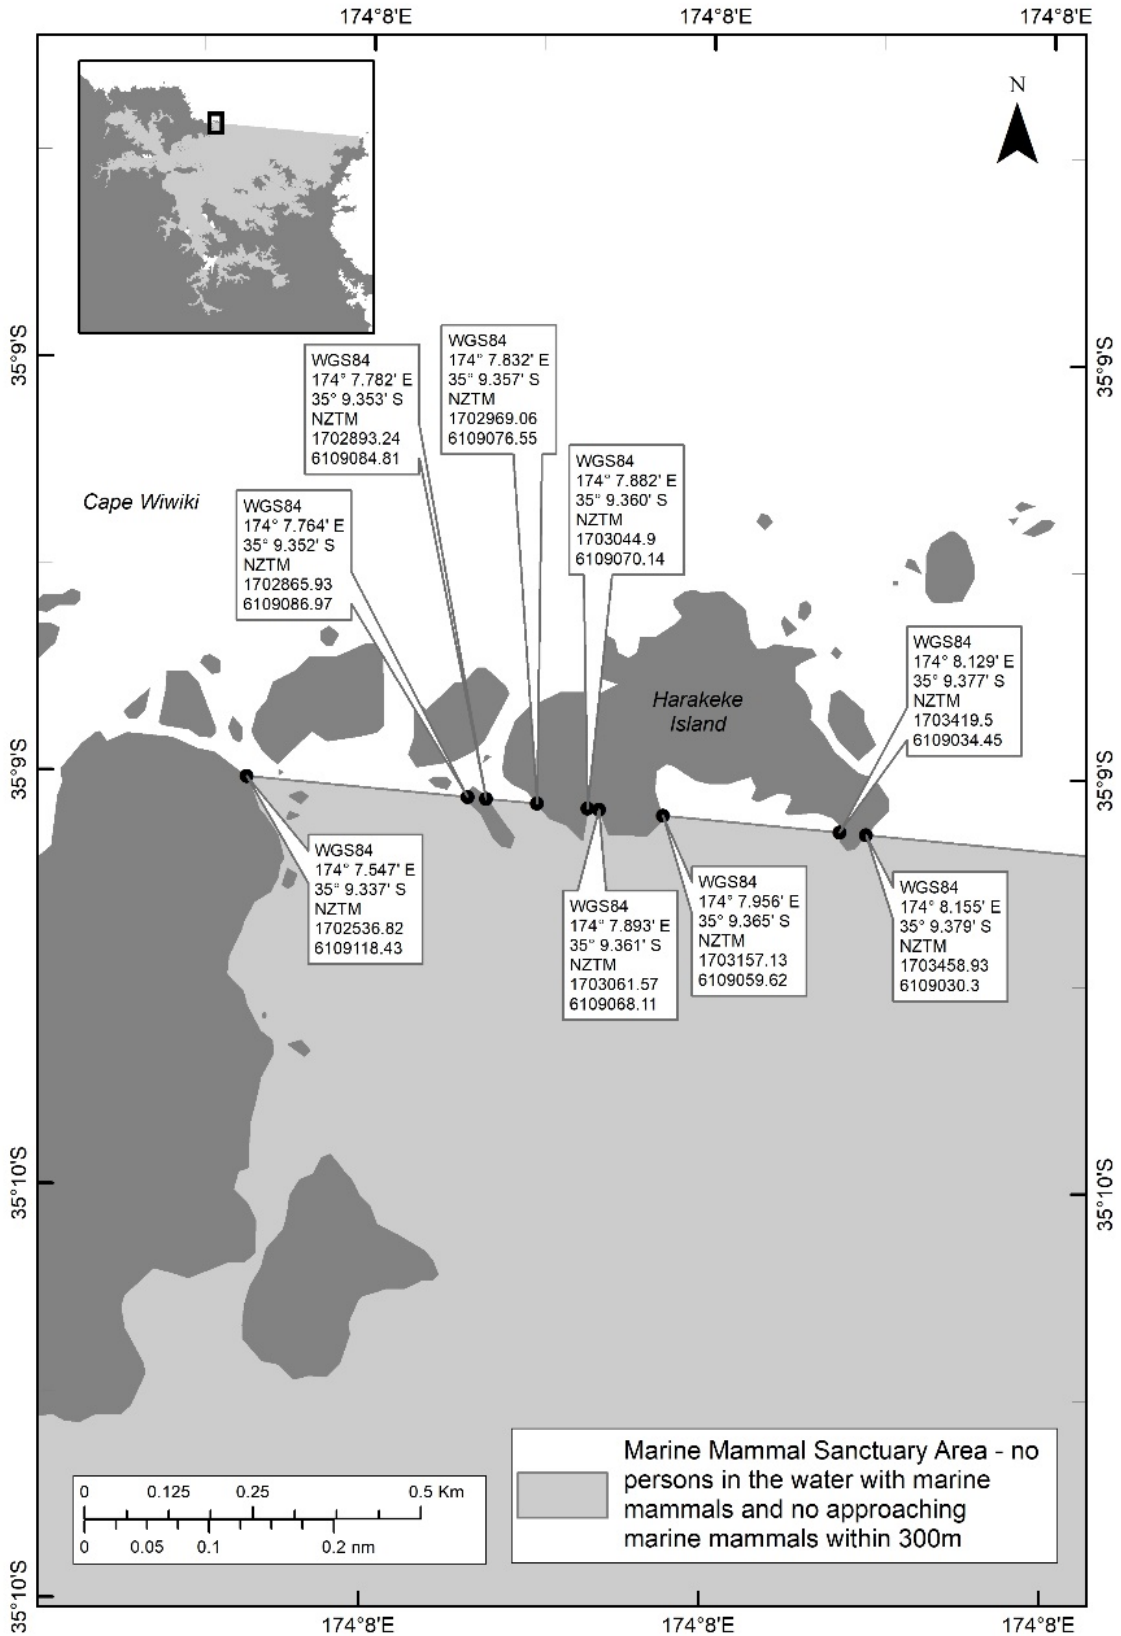 174°8'E
174°8'E
174°8'E
N
35°9'S
35°9'S
WGS84
174° 7.832' E
35° 9.357' S
NZTM
1702969.06
6109076.55
WGS84
174° 7.782' E
35° 9.353' S
NZTM
1702893.24
6109084.81
WGS84
174° 7.882' E
35° 9.360' S
NZTM
1703044.9
6109070.14
Cape Wiwiki
WGS84
174° 7.764' E
35° 9.352' S
NZTM
1702865.93
6109086.97
WGS84
174° 8.129' E
35° 9.377' S
NZTM
1703419.5
6109034.45
Harakeke
Island
35°9'S
35°9'S
WGS84
174° 7.547' E
35° 9.337' S
NZTM
1702536.82
6109118.43
WGS84
174° 7.893' E
35° 9.361' S
NZTM
1703061.57
6109068.11
WGS84
174° 7.956' E
35° 9.365' S
NZTM
1703157.13
6109059.62
WGS84
174° 8.155' E
35° 9.379' S
NZTM
1703458.93
6109030.3
35°10'S
35°10'S
Marine Mammal Sanctuary Area - no
persons in the water with marine
mammals and no approaching
marine mammals within 300m
0 0.125 0.25 0.5 Km
0 0.05 0.1 0.2 nm
35°10'S
174°8'E
174°8'E
174°8'E